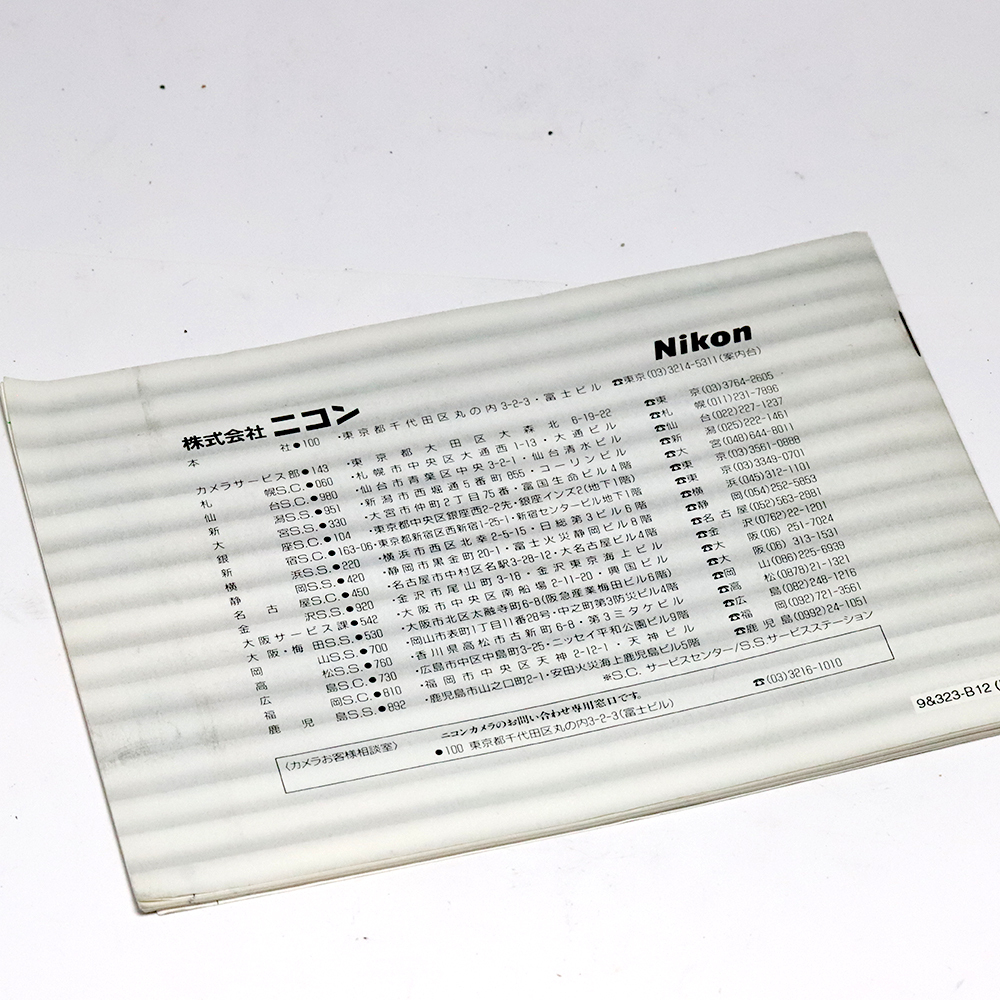 Nikon
株式会社 ニコン
本 社●100・東京都千代田区丸の内3-2-3・富士ビル ☎東京(03)3214-5311(案内台)
カメラサービス部●143・東京都大田区大森北6-19-22 ☎東 京(03)3764-2605
札 幌S.C.●060・札幌市中央区大通西1-13・大通ビル ☎札 幌(011)231-7896
仙 台S.C.●980・仙台市青葉区中央3-2-1・仙台清水ビル ☎仙 台(022)227-1237
新 潟S.S.●951・新潟市西堀通5番町855・コーリンビル ☎新 潟(025)222-1461
大 宮S.S.●330・大宮市仲町2丁目75番・富国生命ビル4階 ☎大 宮(048)644-8011
銀 座S.C.●104・東京都中央区銀座西2-2先・銀座インズ2(地下1階) ☎東 京(03)3561-0888
新 宿S.C.●163-06・東京都新宿区西新宿1-25-1・新宿センタービル地下1階 ☎東 京(03)3349-0701
横 浜S.S.●220・横浜市西区北幸2-5-15・日総第3ビル6階 ☎横 浜(045)312-1101
静 岡S.S.●420・静岡市黒金町20-1・富士火災静岡ビル8階 ☎静 岡(054)252-5853
名 古 屋S.C.●450・名古屋市中村区名駅3-28-12・大名古屋ビル4階 ☎名古屋(052)563-2881
金 沢S.S.●920・金沢市尾山町3-18・金沢東京海上ビル ☎金 沢(0762)22-1201
大阪サービス課●542・大阪市中央区南船場2-11-20・興国ビル ☎大 阪(06) 251-7024
大阪・梅田S.S.●530・大阪市北区太融寺町6-8(阪急産業梅田ビル6階) ☎大 阪(06) 313-1531
岡 山S.S.●700・岡山市表町1丁目11番28号・中之町第3防災ビル4階 ☎岡 山(086)225-6939
高 松S.S.●760・香川県高松市古新町6-8・第3ミタケビル ☎高 松(0878)21-1321
広 島S.C.●730・広島市中区中島町3-25・ニッセイ平和公園ビル9階 ☎広 島(082)248-1216
福 岡S.C.●810・福岡市中央区天神2-12-1・天神ビル ☎福 岡(092)721-3561
鹿 児 島S.S.●892・鹿児島市山之口町2-1・安田火災海上鹿児島ビル5階 ☎鹿児島(0992)24-1051
*S.C. サービスセンター/S.S.サービスステーション
〈カメラお客様相談室〉 ニコンカメラのお問い合わせ専用窓口です。
●100 東京都千代田区丸の内3-2-3(富士ビル) ☎(03)3216-1010
9&323-B12